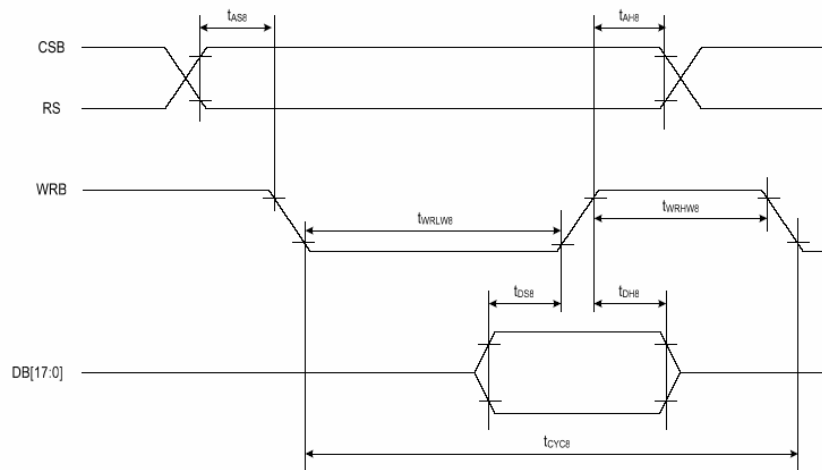 tAS8
tAH8
CSB
RS
WRB
tWRLW8
tWRHW8
tDS8
tDH8
DB[17:0]
tCYC8